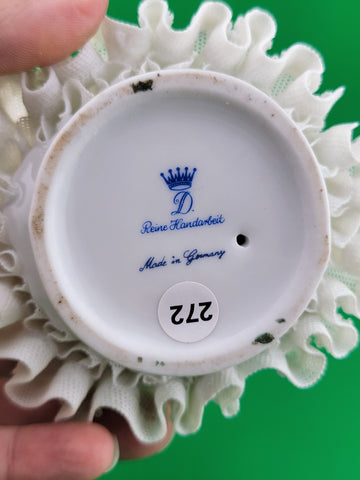 D.
Reine Handarbeit
Made in Germany
272